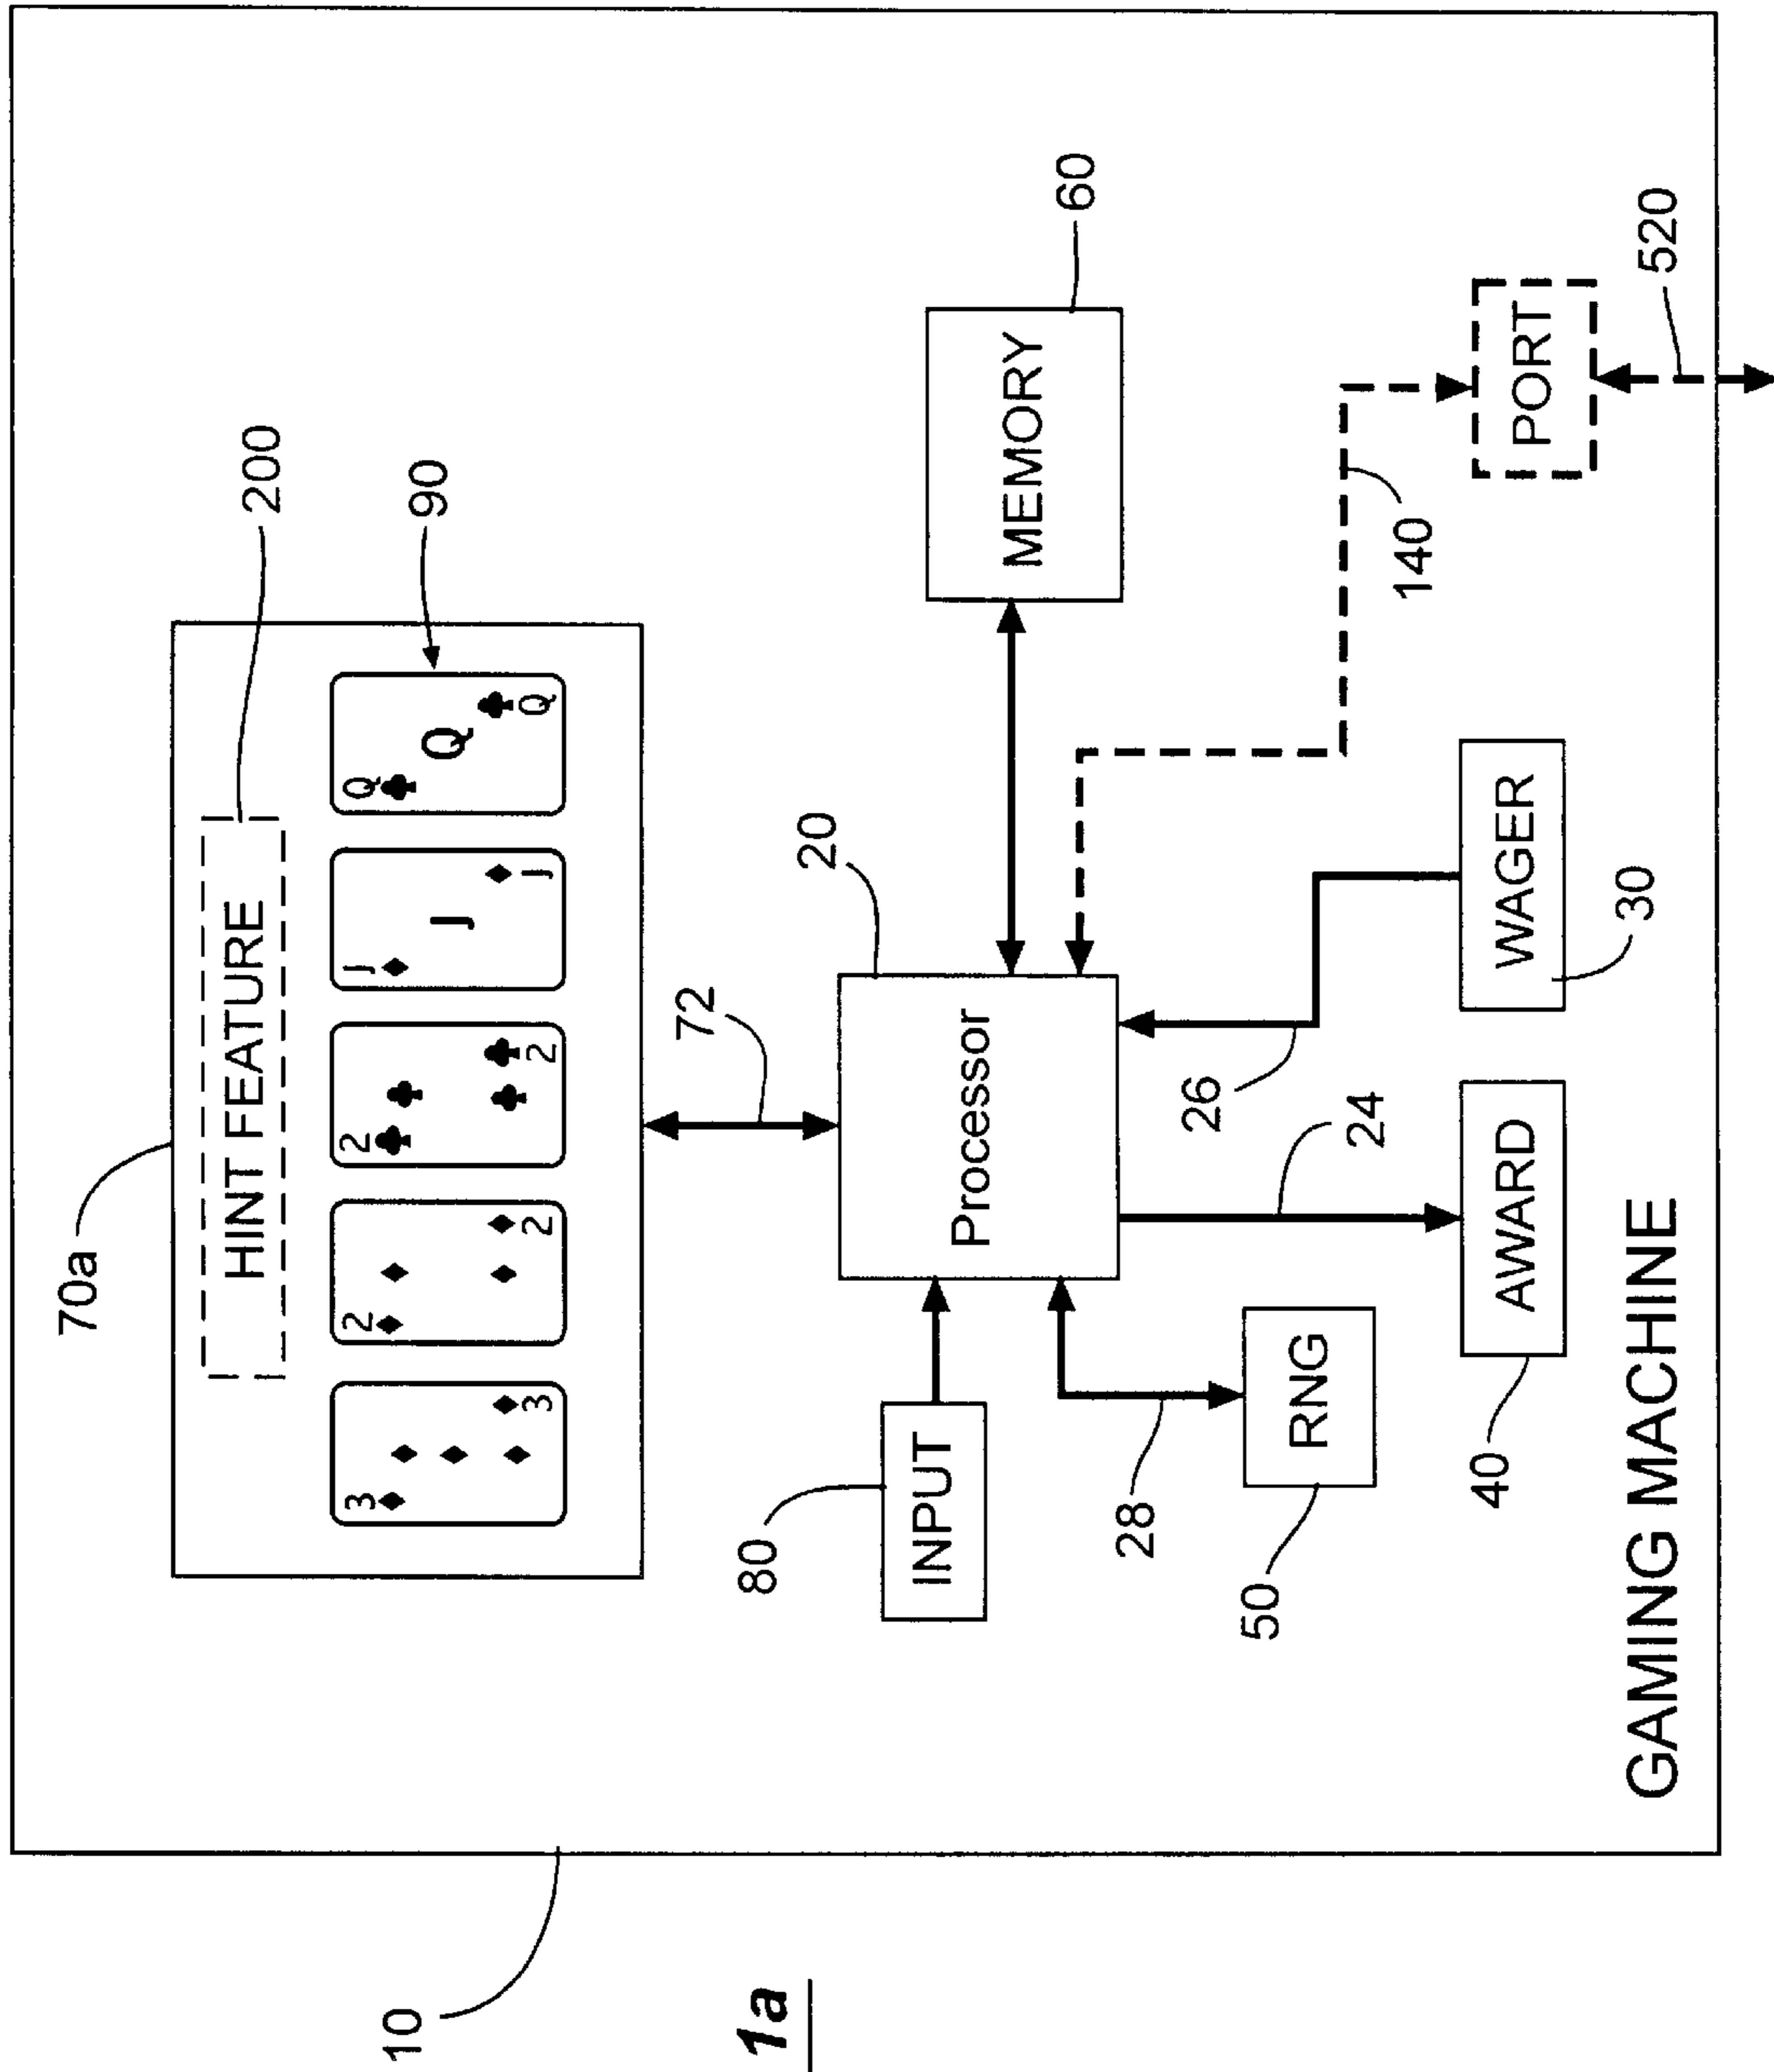 70a
HINT FEATURE
200
3 2 2 J Q
90
J Q
3 2 2 J Q
10
72
1a
80
20
INPUT
Processor
MEMORY
60
28
26
50
RNG
24
140
40
AWARD
WAGER
30
PORT
520
GAMING MACHINE